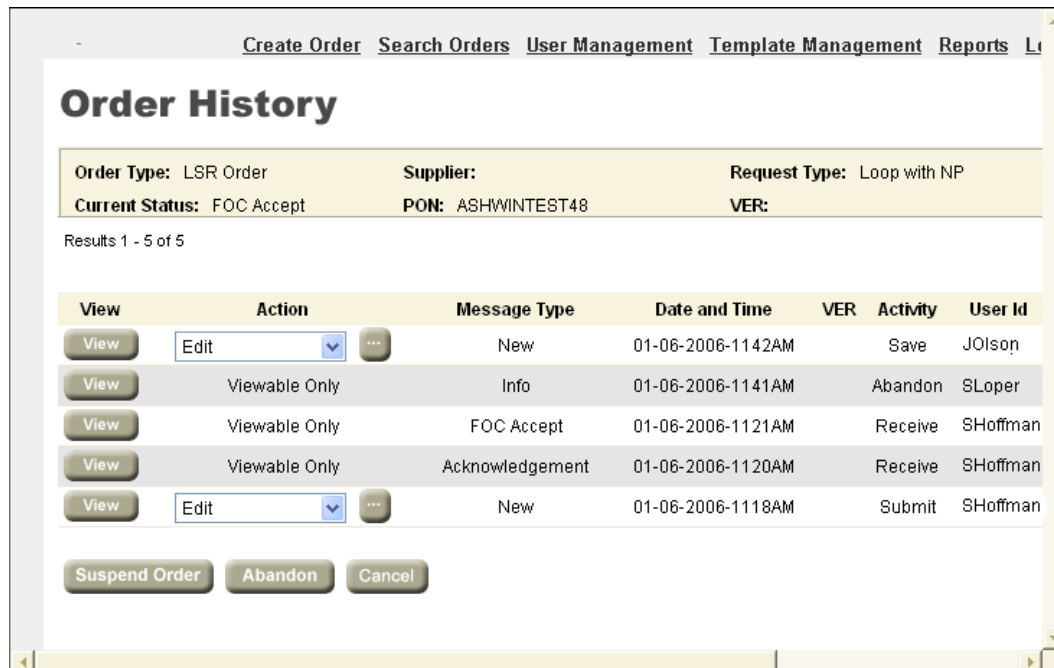 Create Order Search Orders User Management Template Management Reports
Order History
Order Type: LSR Order Supplier: Request Type: Loop with NP
Current Status: FOC Accept PON: ASHWINTEST48 VER:
Results 1 - 5 of 5
View Action Message Type Date and Time VER Activity User Id
View Edit ... New 01-06-2006-1142AM Save JOlson
View Viewable Only Info 01-06-2006-1141AM Abandon SLoper
View Viewable Only FOC Accept 01-06-2006-1121AM Receive SHoffman
View Viewable Only Acknowledgement 01-06-2006-1120AM Receive SHoffman
View Edit ... New 01-06-2006-1118AM Submit SHoffman
Suspend Order Abandon Cancel